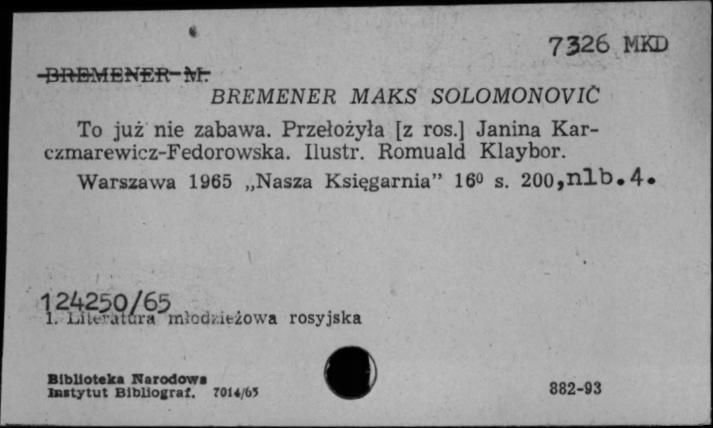 7326 MKD
BREMENER M.
BREMENER MAKS SOLOMONOVIČ
To już nie zabawa. Przełożyła [z ros.] Janina Kar-
czmarewicz-Fedorowska. Ilustr. Romuald Klaybor.
Warszawa 1965 „Nasza Księgarnia” 16⁰ s. 200,nlb.4.
124250/65
1. Literatura młodzieżowa rosyjska
Biblioteka Narodowa
Instytut Bibliograf. 7014/65
882-93